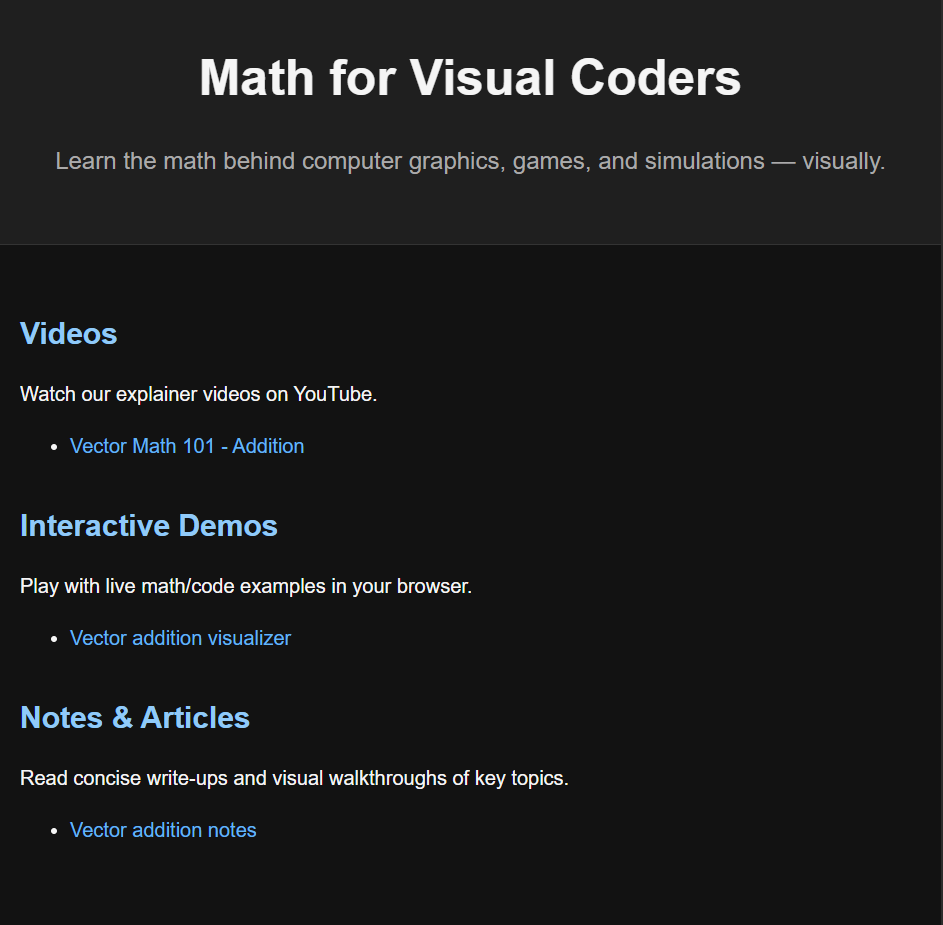 Math for Visual Coders
Learn the math behind computer graphics, games, and simulations — visually.
Videos
Watch our explainer videos on YouTube.
• Vector Math 101 - Addition
Interactive Demos
Play with live math/code examples in your browser.
• Vector addition visualizer
Notes & Articles
Read concise write-ups and visual walkthroughs of key topics.
• Vector addition notes